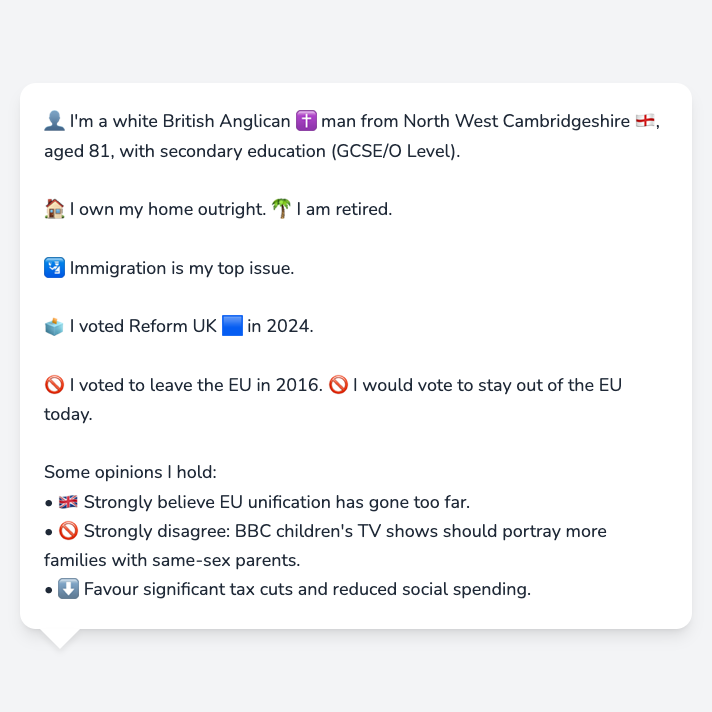 👤 I'm a white British Anglican ✝️ man from North West Cambridgeshire 🏴󠁧󠁢󠁥󠁮󠁧󠁿,
aged 81, with secondary education (GCSE/O Level).
🏠 I own my home outright. 🌴 I am retired.
🛂 Immigration is my top issue.
🗳️ I voted Reform UK 🟦 in 2024.
🚫 I voted to leave the EU in 2016. 🚫 I would vote to stay out of the EU
today.
Some opinions I hold:
• 🇬🇧 Strongly believe EU unification has gone too far.
• 🚫 Strongly disagree: BBC children's TV shows should portray more
families with same-sex parents.
• ⬇️ Favour significant tax cuts and reduced social spending.